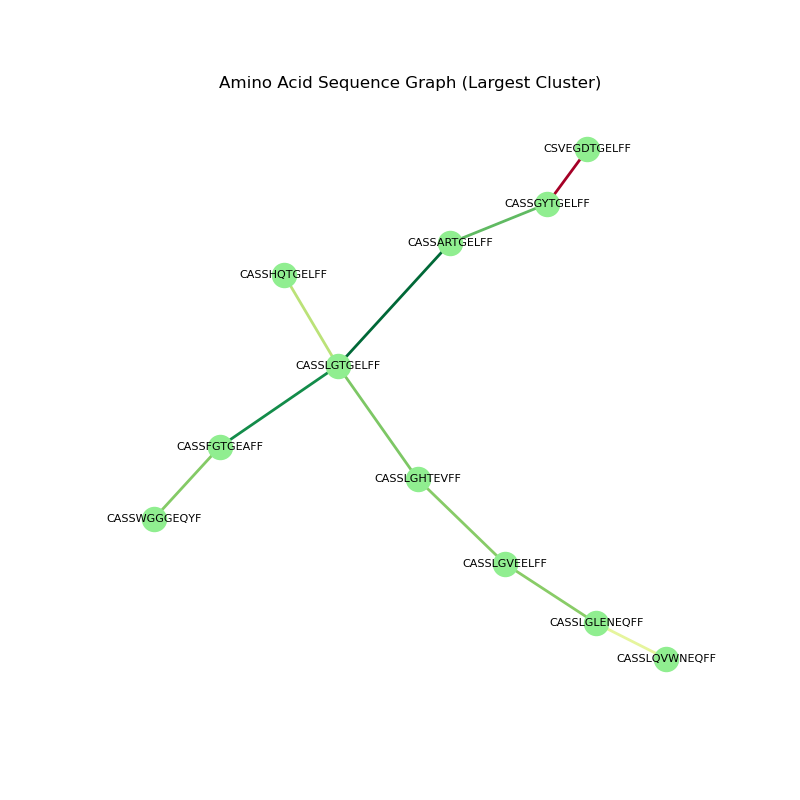 Amino Acid Sequence Graph (Largest Cluster)
CSVEGDTGELFF
CASSGYTGELFF
CASSARTGELFF
CASSHQTGELFF
CASSLGTGELFF
CASSFGTGEAFF
CASSLGHTEVFF
CASSWGGGEQYF
CASSLGVEELFF
CASSLGLENEQFF
CASSLQVWNEQFF